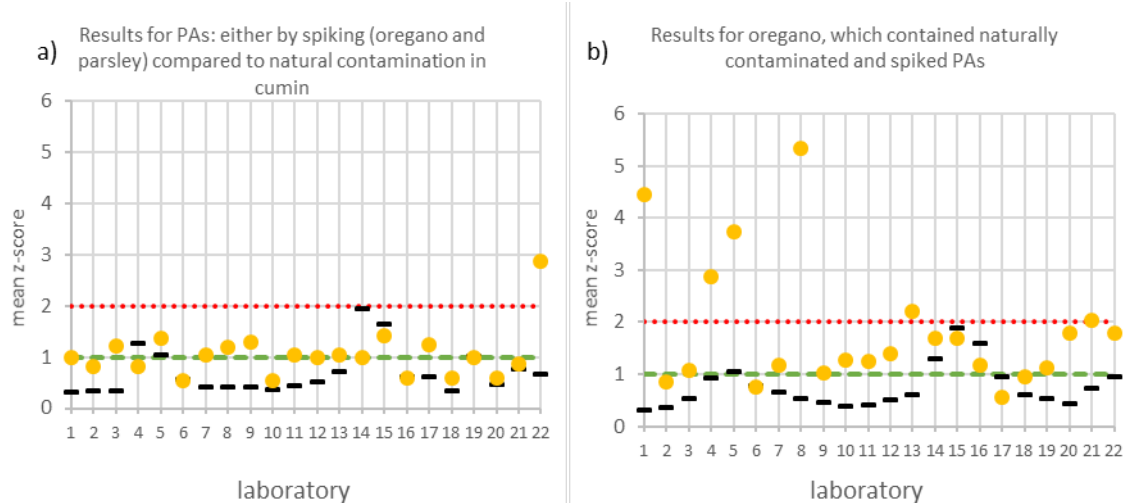 a)
Results for PAs: either by spiking (oregano and
parsley) compared to natural contamination in
cumin
6
5
4
3
2
1
0
mean z-score
1 2 3 4 5 6 7 8 9 10 11 12 13 14 15 16 17 18 19 20 21 22
laboratory
b)
Results for oregano, which contained naturally
contaminated and spiked PAs
6
5
4
3
2
1
0
mean z-score
1 2 3 4 5 6 7 8 9 10 11 12 13 14 15 16 17 18 19 20 21 22
laboratory